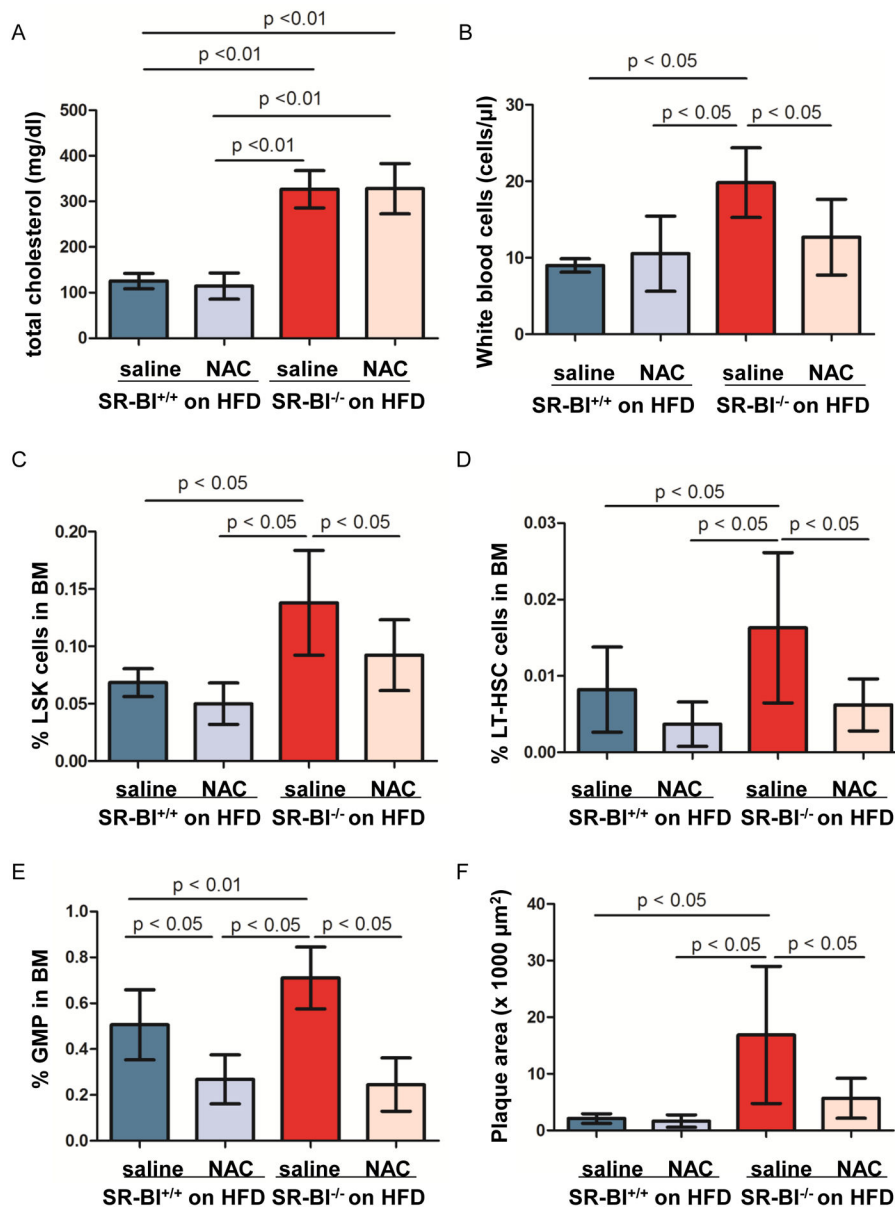 A
p <0.01
p <0.01
p <0.01
p <0.01
total cholesterol (mg/dl)
500
400
300
200
100
0
saline NAC saline NAC
SR-BI+/+ on HFD SR-BI-/- on HFD
B
p < 0.05
p < 0.05 p < 0.05
White blood cells (cells/µl)
30
20
10
0
saline NAC saline NAC
SR-BI+/+ on HFD SR-BI-/- on HFD
C
p < 0.05
p < 0.05 p < 0.05
% LSK cells in BM
0.20
0.15
0.10
0.05
0.00
saline NAC saline NAC
SR-BI+/+ on HFD SR-BI-/- on HFD
D
p < 0.05
p < 0.05 p < 0.05
% LT-HSC cells in BM
0.03
0.02
0.01
0.00
saline NAC saline NAC
SR-BI+/+ on HFD SR-BI-/- on HFD
E
p < 0.01
p < 0.05 p < 0.05 p < 0.05
% GMP in BM
1.0
0.8
0.6
0.4
0.2
0.0
saline NAC saline NAC
SR-BI+/+ on HFD SR-BI-/- on HFD
F
p < 0.05
p < 0.05 p < 0.05
Plaque area (x 1000 µm²)
40
30
20
10
0
saline NAC saline NAC
SR-BI+/+ on HFD SR-BI-/- on HFD